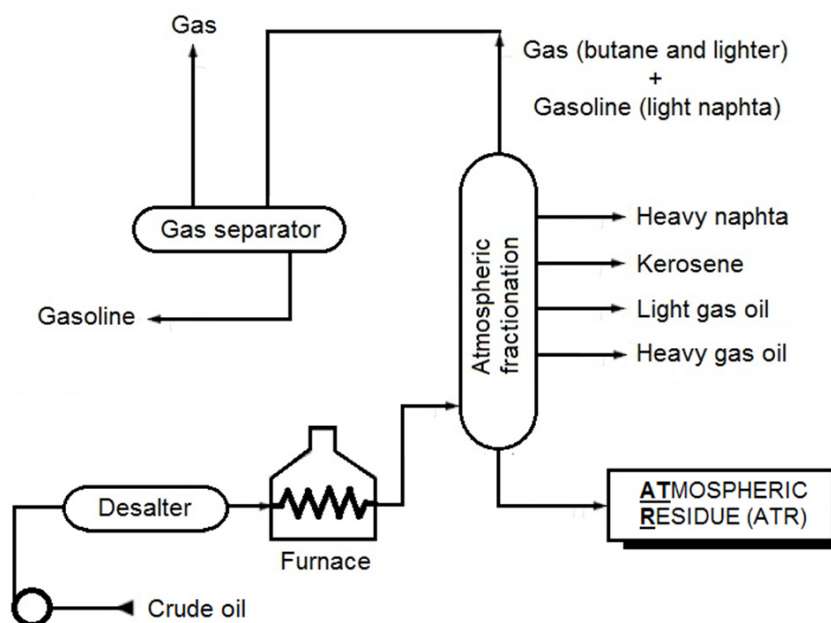 Gas
Gas (butane and lighter)
+
Gasoline (light naphta)
Gas separator
Heavy naphta
Kerosene
Light gas oil
Heavy gas oil
Atmospheric
fractionation
Gasoline
Desalter
Furnace
ATMOSPHERIC
RESIDUE (ATR)
Crude oil